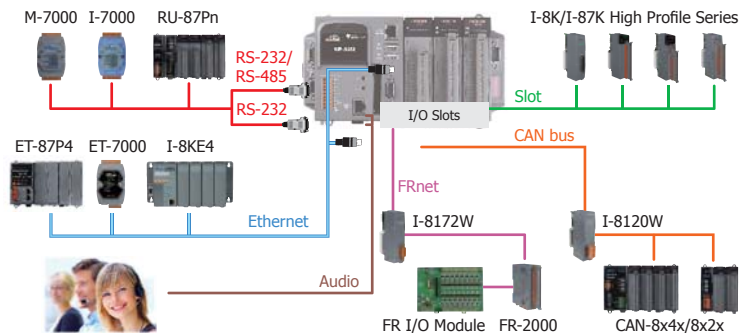 M-7000 I-7000 RU-87Pn
I-8K/I-87K High Profile Series
RS-232/
RS-485
RS-232
I/O Slots
Slot
CAN bus
ET-87P4 ET-7000 I-8KE4
FRnet
Ethernet
I-8172W
I-8120W
Audio
FR I/O Module FR-2000 CAN-8x4x/8x2x